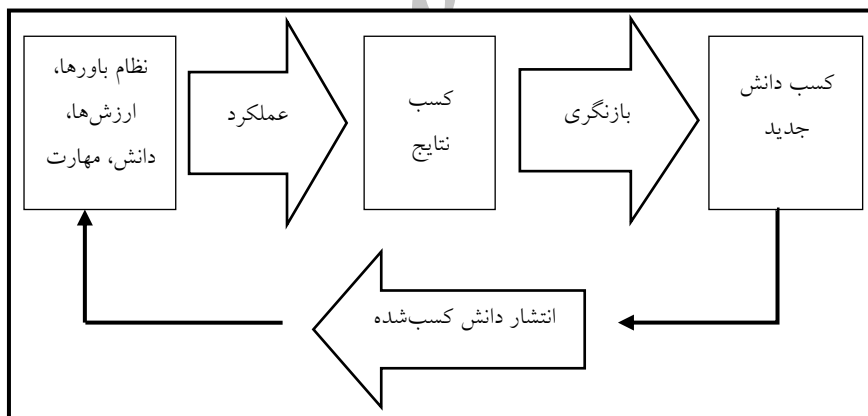 نظام باورها،
ارزش‌ها،
دانش، مهارت
عملکرد
کسب
نتایج
بازنگری
کسب دانش
جدید
انتشار دانش کسب‌شده